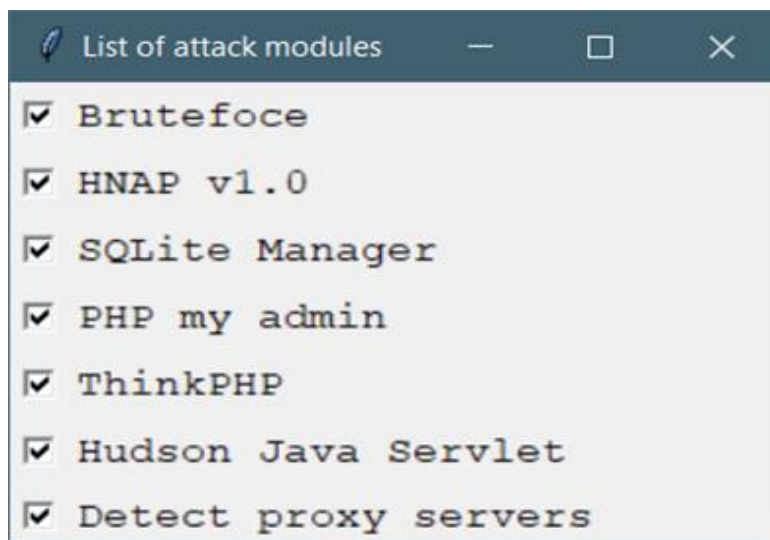 List of attack modules
Brutefoce
HNAP v1.0
SQLite Manager
PHP my admin
ThinkPHP
Hudson Java Servlet
Detect proxy servers